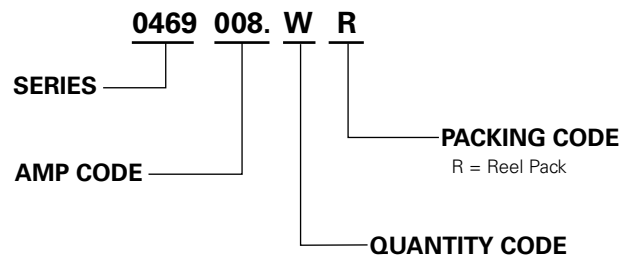 0469 008. W R
SERIES
PACKING CODE
R = Reel Pack
AMP CODE
QUANTITY CODE